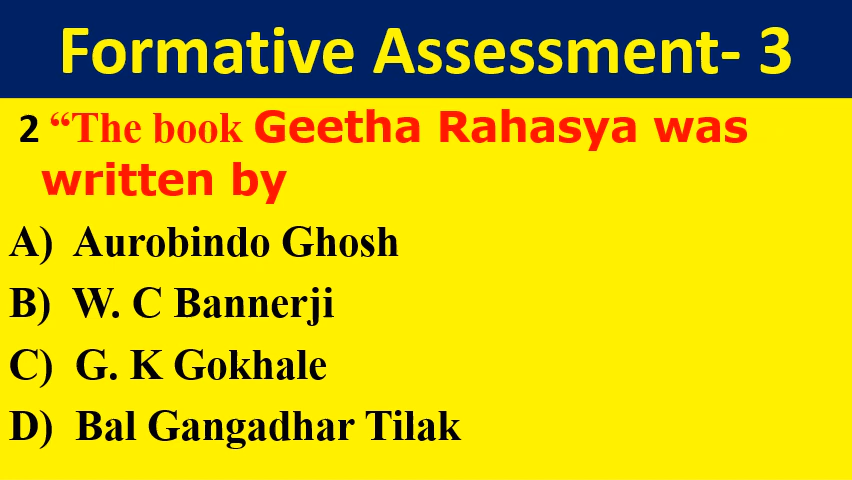 Formative Assessment- 3
2 “The book Geetha Rahasya was
written by
A) Aurobindo Ghosh
B) W. C Bannerji
C) G. K Gokhale
D) Bal Gangadhar Tilak